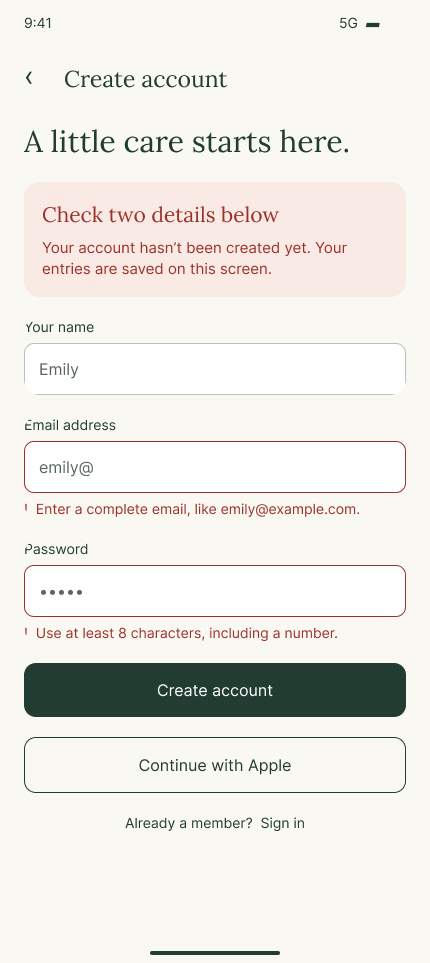 9:41
5G
‹ Create account
A little care starts here.
Check two details below
Your account hasn’t been created yet. Your
entries are saved on this screen.
Your name
Emily
Email address
emily@
! Enter a complete email, like emily@example.com.
Password
•••••
! Use at least 8 characters, including a number.
Create account
Continue with Apple
Already a member? Sign in